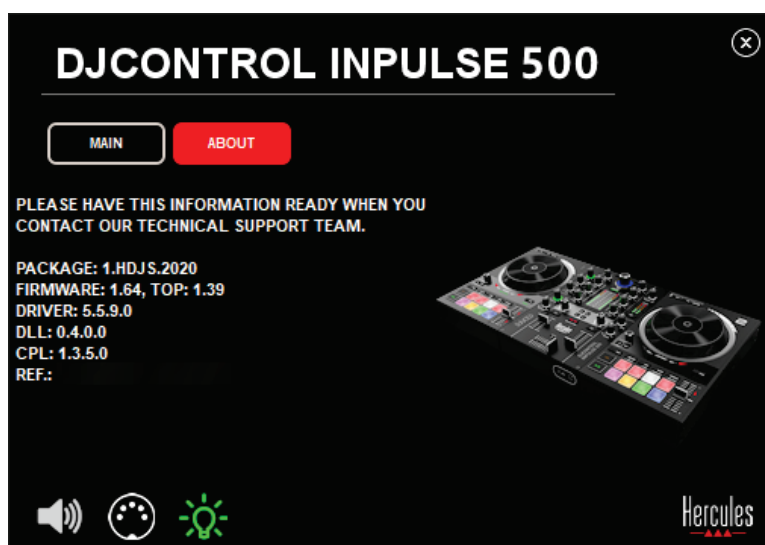 DJCONTROL INPULSE 500
MAIN
ABOUT
PLEASE HAVE THIS INFORMATION READY WHEN YOU
CONTACT OUR TECHNICAL SUPPORT TEAM.
PACKAGE: 1.HDJS.2020
FIRMWARE: 1.64, TOP: 1.39
DRIVER: 5.5.9.0
DLL: 0.4.0.0
CPL: 1.3.5.0
REF.:
Hercules